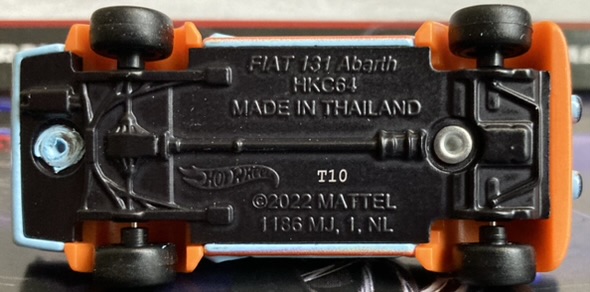 FIAT 131 Abarth
HKC64
MADE IN THAILAND
Hot Wheels
T10
©2022 MATTEL
1186 MJ, 1, NL